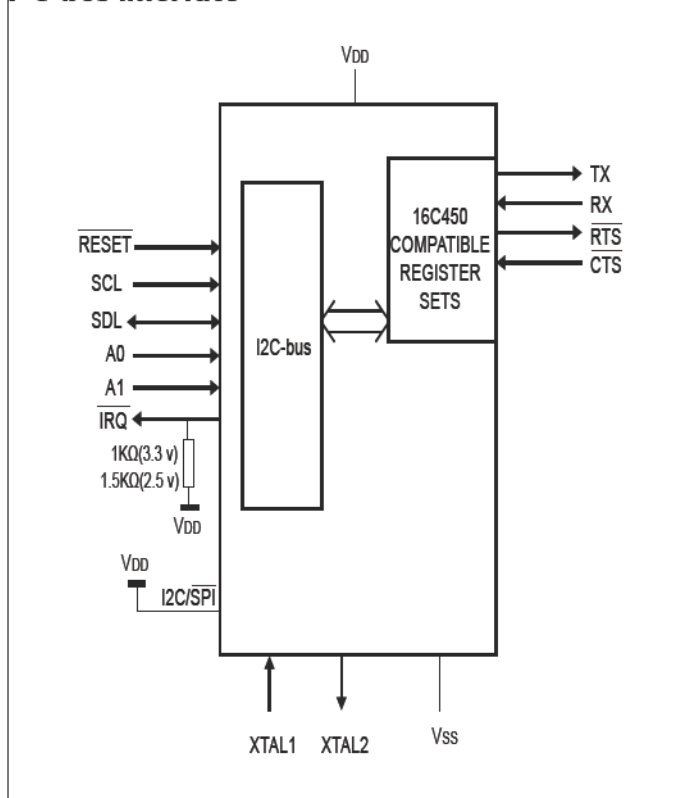 VDD
16C450
COMPATIBLE
REGISTER
SETS
TX
RX
RTS
CTS
RESET
SCL
SDL
A0
A1
IRQ
I2C-bus
1KΩ(3.3 v)
1.5KΩ(2.5 v)
VDD
VDD
I2C/SPI
XTAL1
XTAL2
VSS